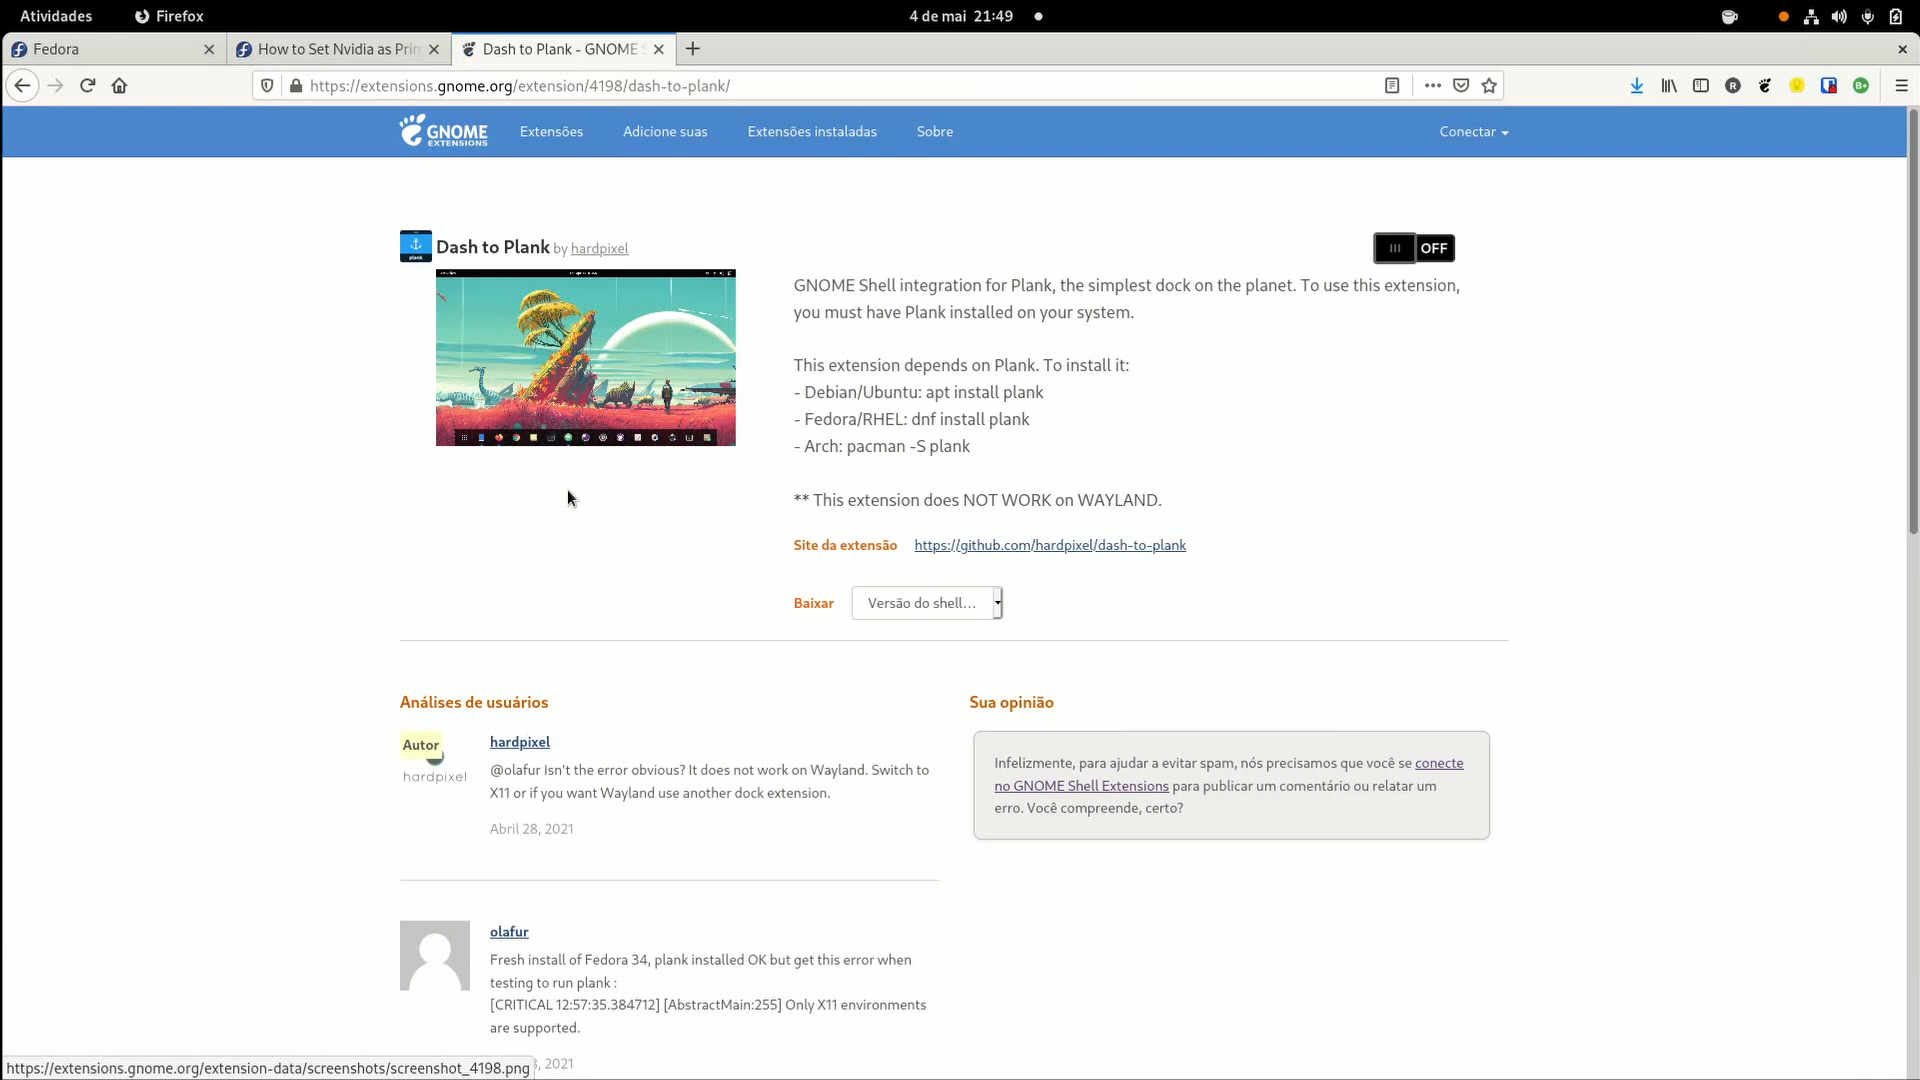 Atividades Firefox 4 de mai 21:49
Fedora How to Set Nvidia as Prin Dash to Plank - GNOME S
https://extensions.gnome.org/extension/4198/dash-to-plank/
GNOME EXTENSIONS Extensões Adicione suas Extensões instaladas Sobre Conectar
Dash to Plank by hardpixel OFF
plank
GNOME Shell integration for Plank, the simplest dock on the planet. To use this extension,
you must have Plank installed on your system.
This extension depends on Plank. To install it:
- Debian/Ubuntu: apt install plank
- Fedora/RHEL: dnf install plank
- Arch: pacman -S plank
** This extension does NOT WORK on WAYLAND.
Site da extensão https://github.com/hardpixel/dash-to-plank
Baixar Versão do shell...
Análises de usuários
Autor
hardpixel
hardpixel
@olafur Isn't the error obvious? It does not work on Wayland. Switch to
X11 or if you want Wayland use another dock extension.
Abril 28, 2021
Sua opinião
Infelizmente, para ajudar a evitar spam, nós precisamos que você se conecte
no GNOME Shell Extensions para publicar um comentário ou relatar um
erro. Você compreende, certo?
olafur
Fresh install of Fedora 34, plank installed OK but get this error when
testing to run plank :
[CRITICAL 12:57:35.384712] [AbstractMain:255] Only X11 environments
are supported.
, 2021
https://extensions.gnome.org/extension-data/screenshots/screenshot_4198.png